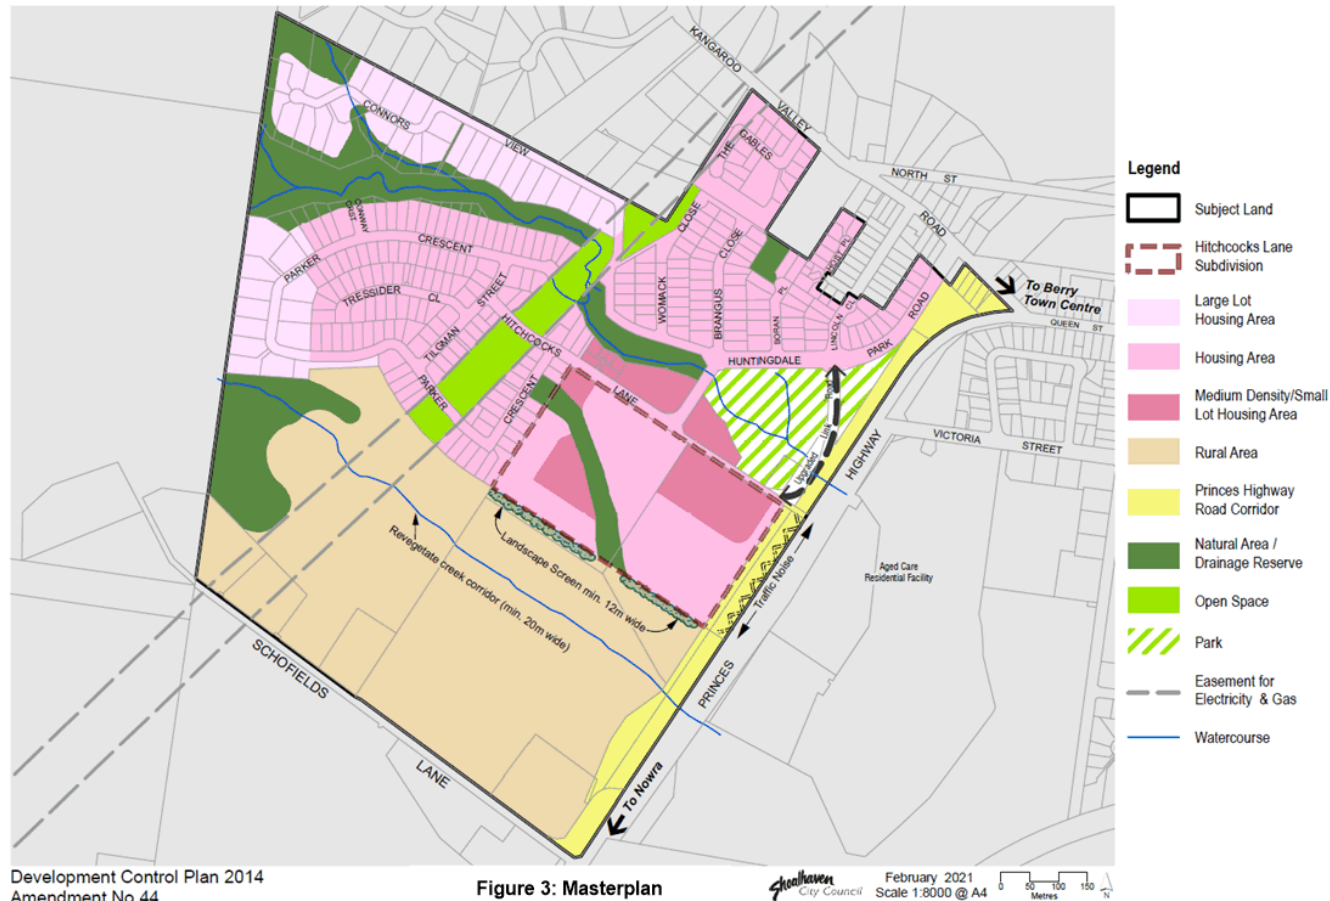 KANGAROO
VALLEY
ROAD
NORTH ST
THE
GABLES
CONNORS
VIEW
CLOSE
CLOSE
CONWAY
CRESCENT
PARKER
TRESSIDER
CL
STREET
TILGMAN
HITCHCOCKS
LANE
PARKER
CRESCENT
WOMACK
BRANGUS
BORAN
PL
PL
LINCOLN
CL
HUNTINGDALE
PARK
ROAD
To Berry
Town Centre
QUEEN ST
VICTORIA STREET
HIGHWAY
Upgraded Link Road
Aged Care
Residential Facility
Traffic Noise
Landscape Screen min. 12m wide
Revegetate creek corridor (min. 20m wide)
PRINCES
SCHOFIELDS
LANE
To Nowra
Legend
Subject Land
Hitchcocks Lane
Subdivision
Large Lot
Housing Area
Housing Area
Medium Density/Small
Lot Housing Area
Rural Area
Princes Highway
Road Corridor
Natural Area /
Drainage Reserve
Open Space
Park
Easement for
Electricity & Gas
Watercourse
Development Control Plan 2014
Amendment No 44
Figure 3: Masterplan
Shoalhaven
City Council
February 2021
Scale 1:8000 @ A4
0 50 100 150
Metres
N